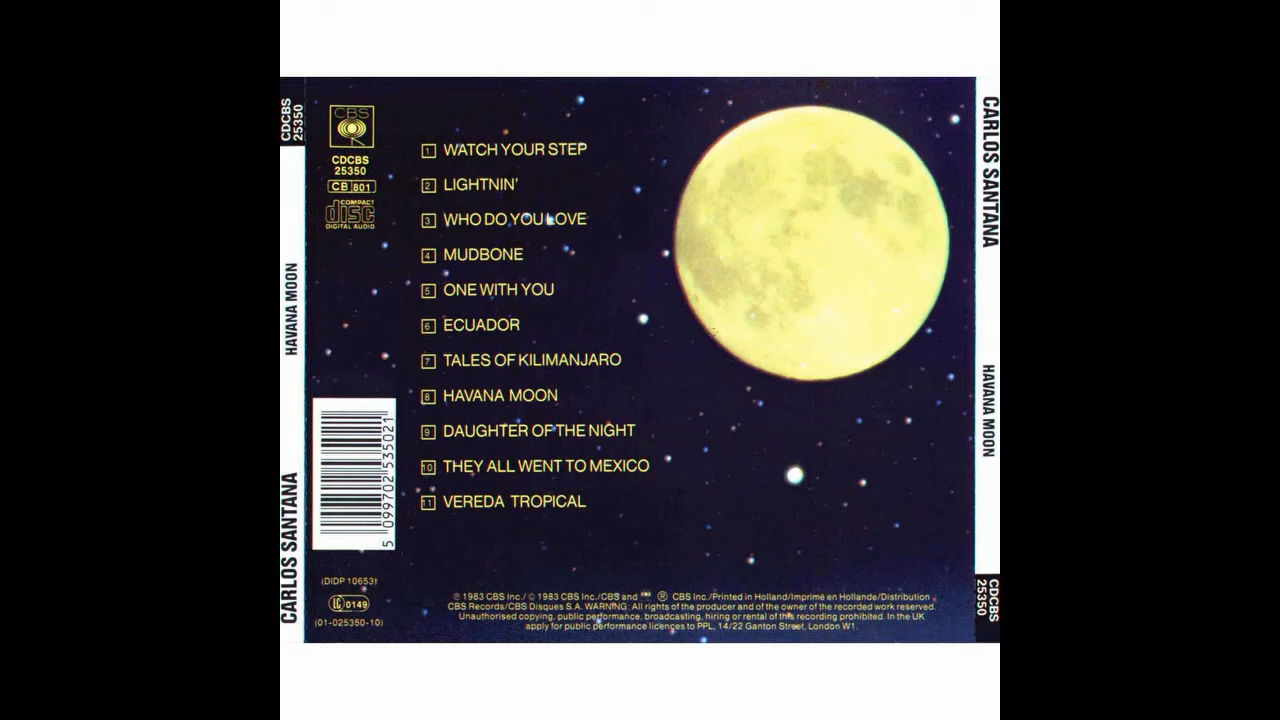 CDCBS
25350
HAVANA MOON
CARLOS SANTANA
CBS
CDCBS
25350
CB 801
COMPACT
disc
DIGITAL AUDIO
1 WATCH YOUR STEP
2 LIGHTNIN'
3 WHO DO YOU LOVE
4 MUDBONE
5 ONE WITH YOU
6 ECUADOR
7 TALES OF KILIMANJARO
8 HAVANA MOON
9 DAUGHTER OF THE NIGHT
10 THEY ALL WENT TO MEXICO
11 VEREDA TROPICAL
5 099702 535021
(DIDP 10653)
LC 0149
(01-025350-10)
℗ 1983 CBS Inc./© 1983 CBS Inc./CBS and ® CBS Inc./Printed in Holland/Imprimé en Hollande/Distribution
CBS Records/CBS Disques S.A. WARNING: All rights of the producer and of the owner of the recorded work reserved.
Unauthorised copying, public performance, broadcasting, hiring or rental of this recording prohibited. In the UK
apply for public performance licences to PPL, 14/22 Ganton Street, London W1.
CARLOS SANTANA
HAVANA MOON
CDCBS
25350